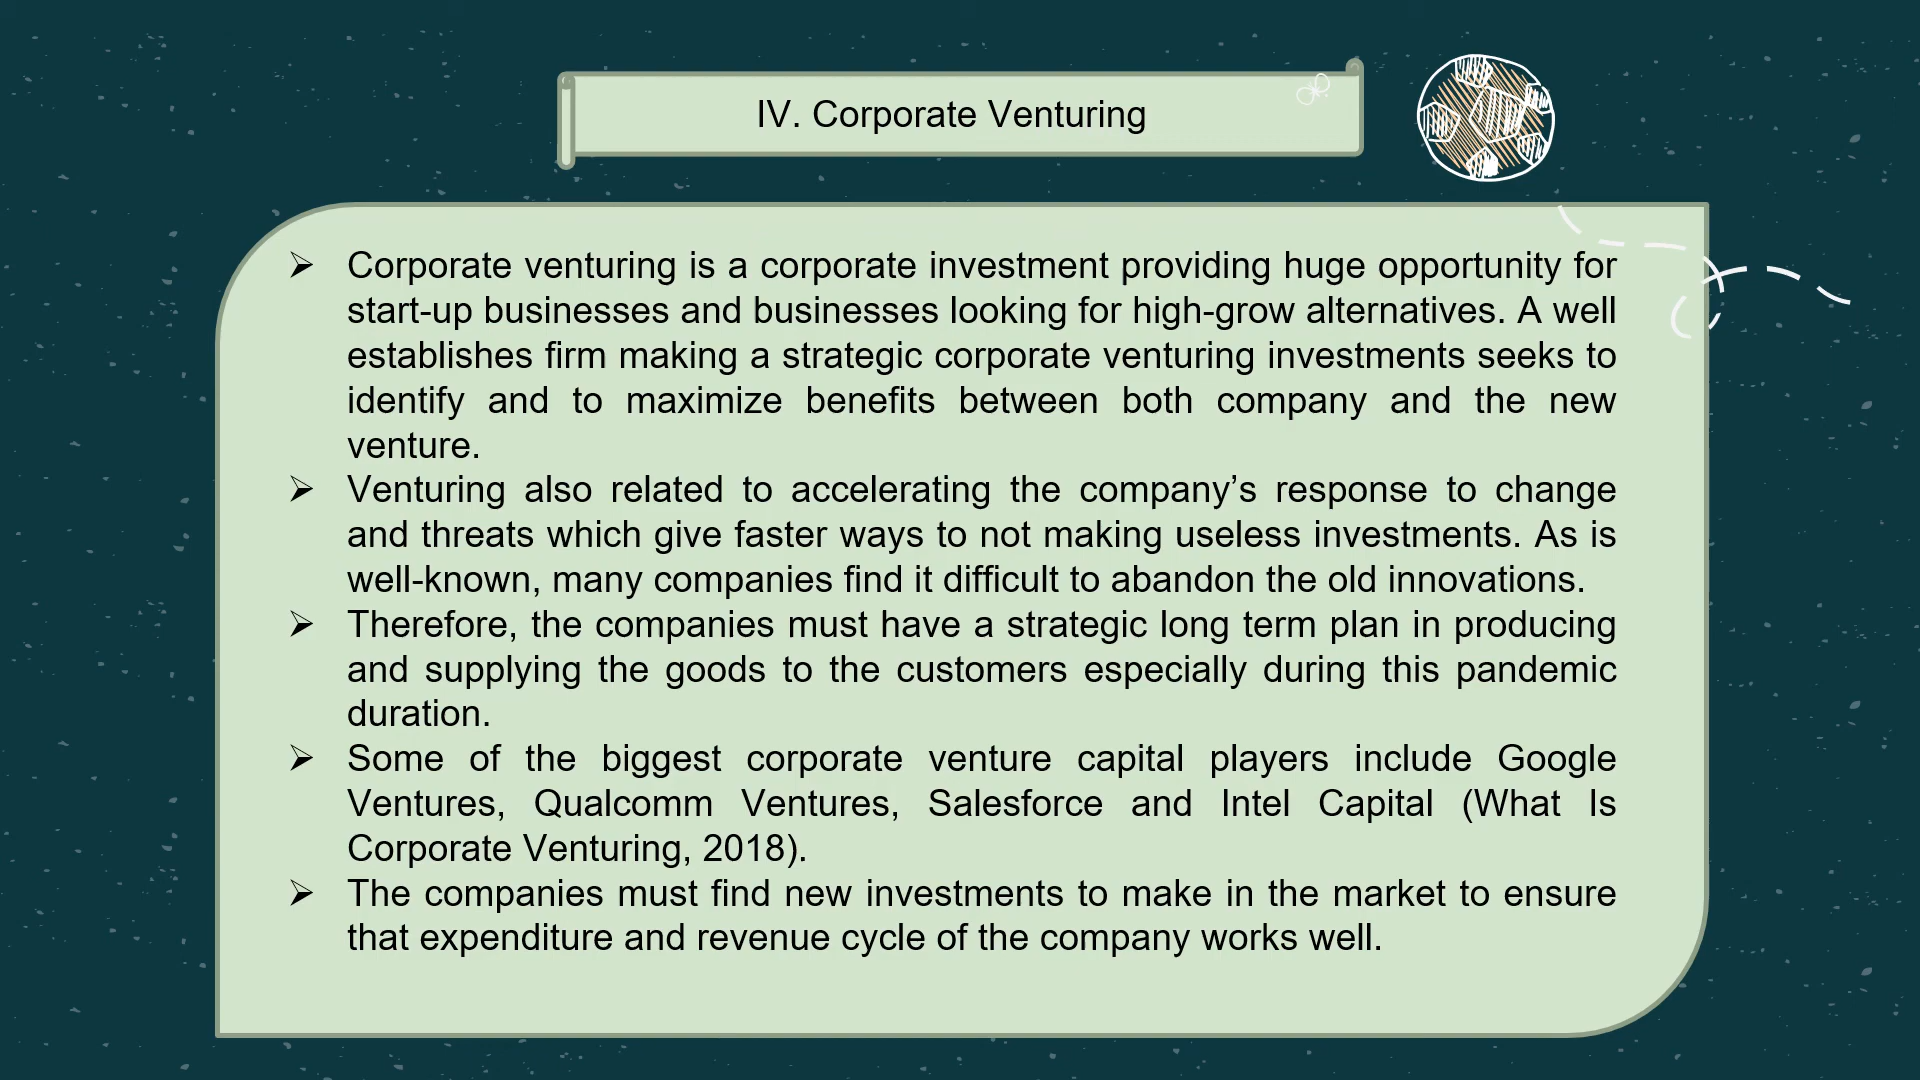 IV. Corporate Venturing
➢ Corporate venturing is a corporate investment providing huge opportunity for
start-up businesses and businesses looking for high-grow alternatives. A well
establishes firm making a strategic corporate venturing investments seeks to
identify and to maximize benefits between both company and the new
venture.
➢ Venturing also related to accelerating the company’s response to change
and threats which give faster ways to not making useless investments. As is
well-known, many companies find it difficult to abandon the old innovations.
➢ Therefore, the companies must have a strategic long term plan in producing
and supplying the goods to the customers especially during this pandemic
duration.
➢ Some of the biggest corporate venture capital players include Google
Ventures, Qualcomm Ventures, Salesforce and Intel Capital (What Is
Corporate Venturing, 2018).
➢ The companies must find new investments to make in the market to ensure
that expenditure and revenue cycle of the company works well.